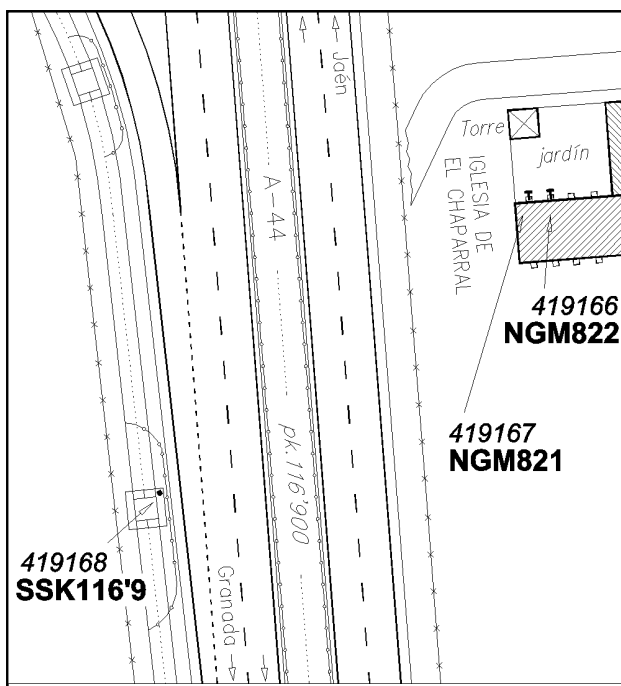 Jaén
A-44
Torre
jardín
IGLESIA DE
EL CHAPARRAL
419166
NGM822
419167
NGM821
pk.116'900
419168
SSK116'9
Granada